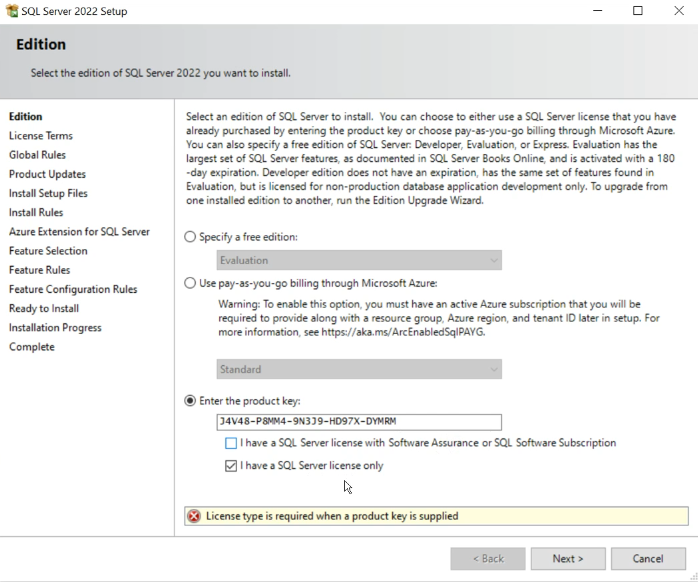 SQL Server 2022 Setup
Edition
Select the edition of SQL Server 2022 you want to install.
Edition
License Terms
Global Rules
Product Updates
Install Setup Files
Install Rules
Azure Extension for SQL Server
Feature Selection
Feature Rules
Feature Configuration Rules
Ready to Install
Installation Progress
Complete
Select an edition of SQL Server to install. You can choose to either use a SQL Server license that you have
already purchased by entering the product key or choose pay-as-you-go billing through Microsoft Azure.
You can also specify a free edition of SQL Server: Developer, Evaluation, or Express. Evaluation has the
largest set of SQL Server features, as documented in SQL Server Books Online, and is activated with a 180
-day expiration. Developer edition does not have an expiration, has the same set of features found in
Evaluation, but is licensed for non-production database application development only. To upgrade from
one installed edition to another, run the Edition Upgrade Wizard.
Specify a free edition:
Evaluation
Use pay-as-you-go billing through Microsoft Azure:
Warning: To enable this option, you must have an active Azure subscription that you will be
required to provide along with a resource group, Azure region, and tenant ID later in setup. For
more information, see https://aka.ms/ArcEnabledSqlPAYG.
Standard
Enter the product key:
J4V48-P8MM4-9N3J9-HD97X-DYMRM
I have a SQL Server license with Software Assurance or SQL Software Subscription
I have a SQL Server license only
License type is required when a product key is supplied
< Back
Next >
Cancel